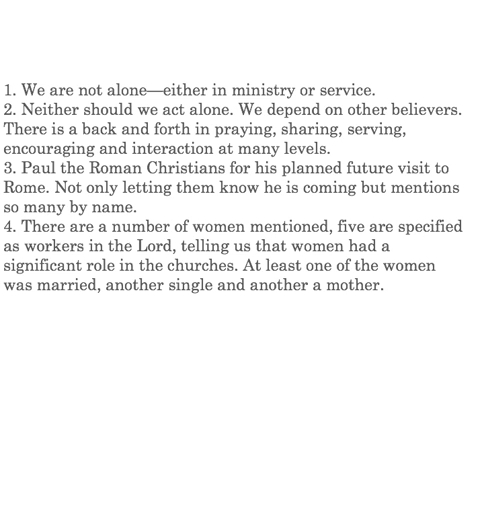 1. We are not alone—either in ministry or service.
2. Neither should we act alone. We depend on other believers.
There is a back and forth in praying, sharing, serving,
encouraging and interaction at many levels.
3. Paul the Roman Christians for his planned future visit to
Rome. Not only letting them know he is coming but mentions
so many by name.
4. There are a number of women mentioned, five are specified
as workers in the Lord, telling us that women had a
significant role in the churches. At least one of the women
was married, another single and another a mother.